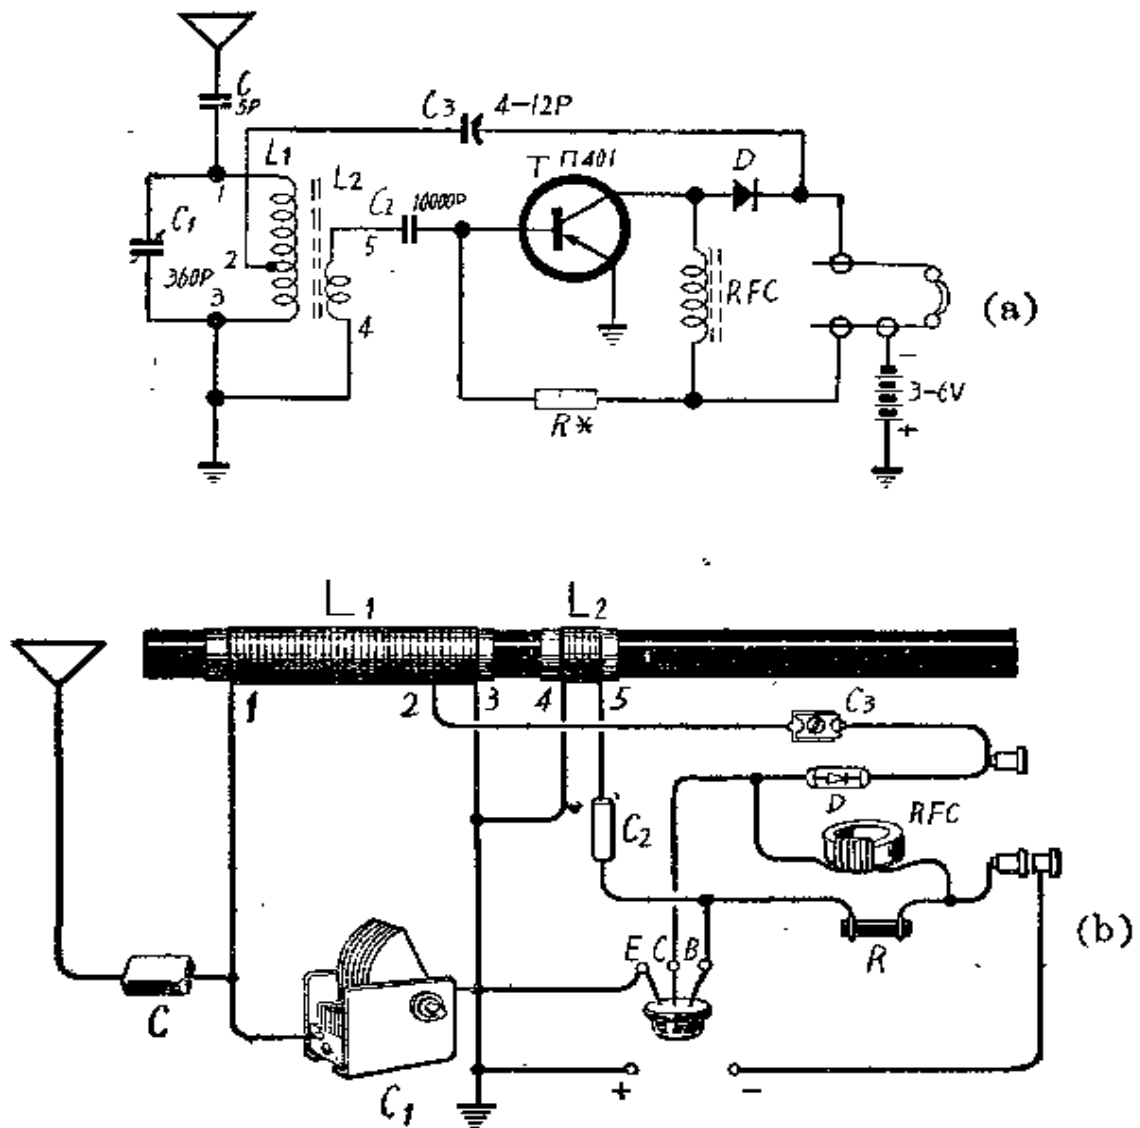 C
5P
C3 4-12P
L1
1
L2
T П401
D
C2 10000P
C1
360P
2
5
3
4
RFC
(a)
R*
-
3-6V
+
L1 L2
1 2 3 4 5
C3
D
RFC
C2
E C B
R
(b)
C
C1
+ -